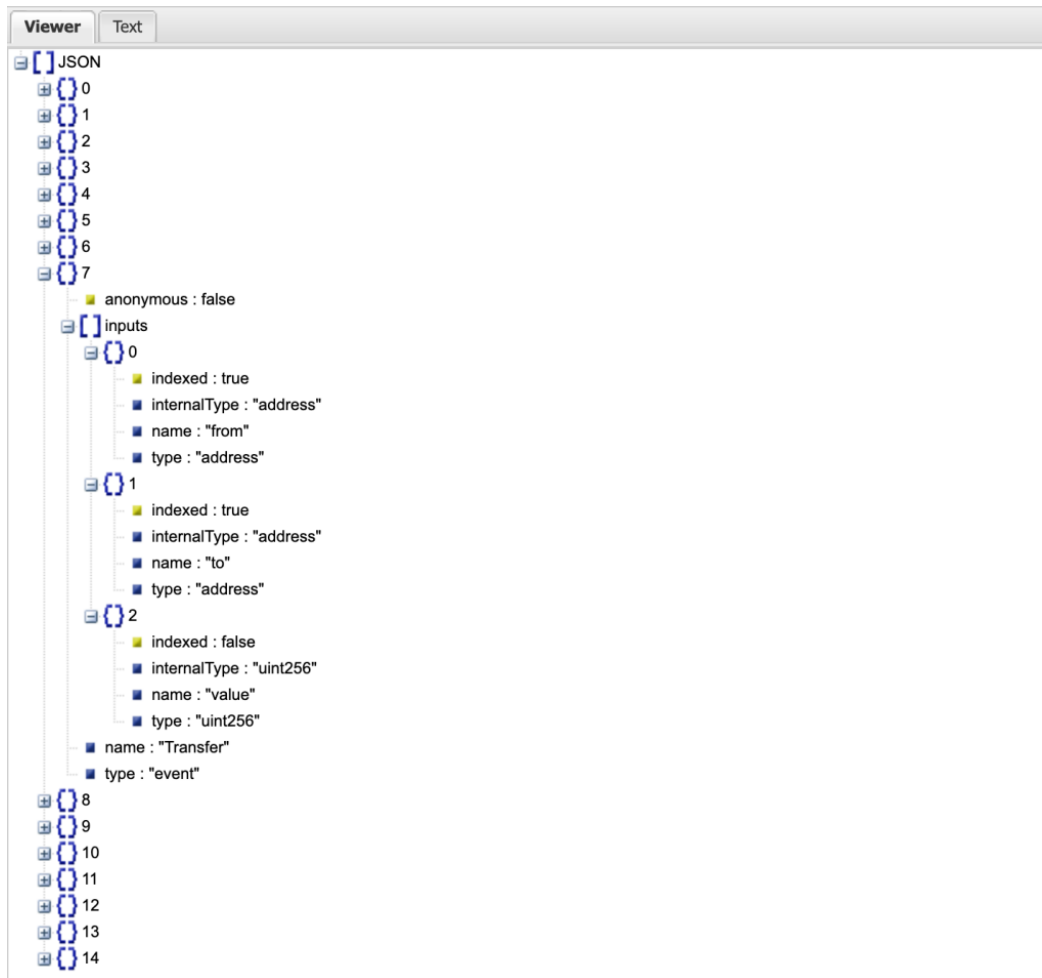 Viewer Text
JSON
0
1
2
3
4
5
6
7
anonymous : false
inputs
0
indexed : true
internalType : "address"
name : "from"
type : "address"
1
indexed : true
internalType : "address"
name : "to"
type : "address"
2
indexed : false
internalType : "uint256"
name : "value"
type : "uint256"
name : "Transfer"
type : "event"
8
9
10
11
12
13
14